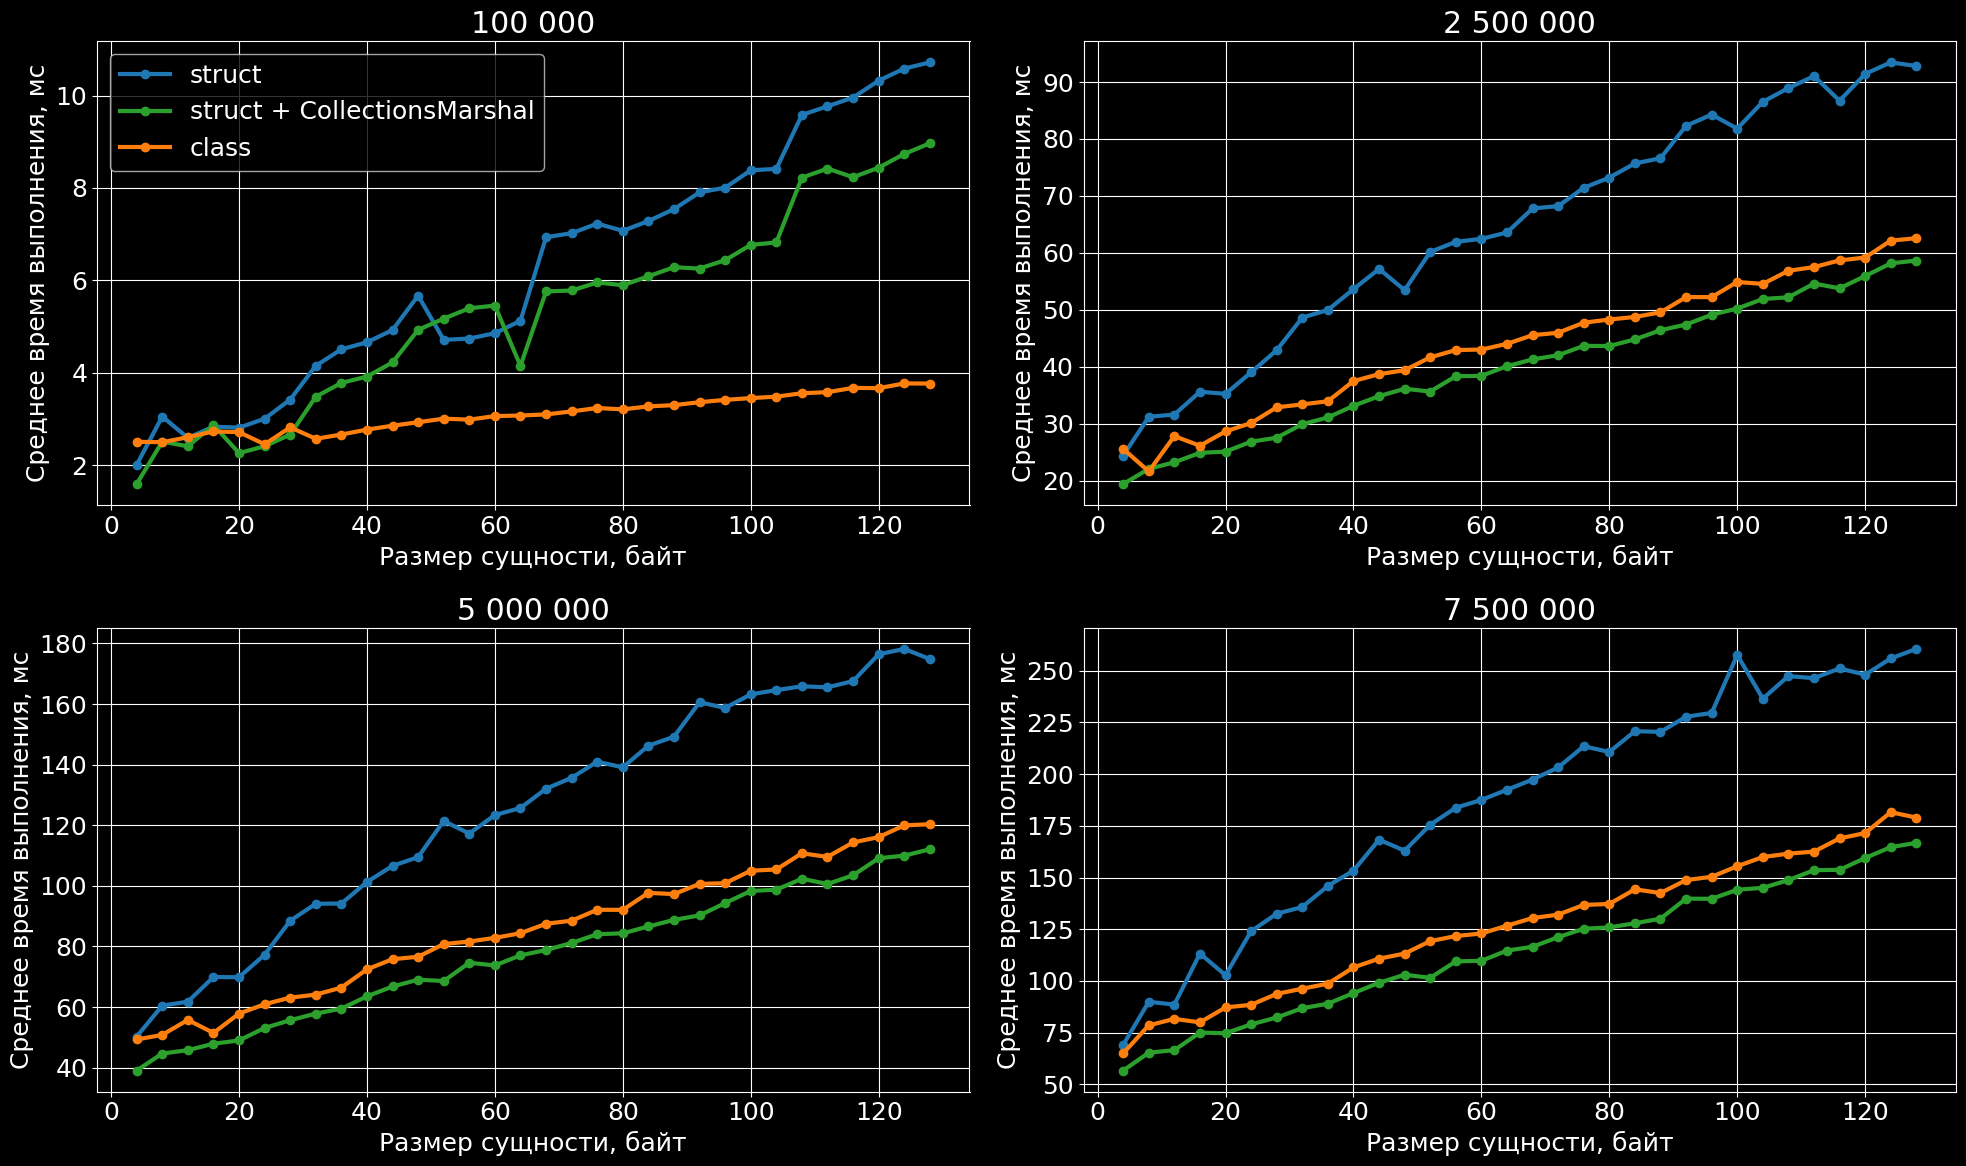 100 000
struct
struct + CollectionsMarshal
class
Среднее время выполнения, мс
10
8
6
4
2
0 20 40 60 80 100 120
Размер сущности, байт
2 500 000
Среднее время выполнения, мс
90
80
70
60
50
40
30
20
0 20 40 60 80 100 120
Размер сущности, байт
5 000 000
Среднее время выполнения, мс
180
160
140
120
100
80
60
40
0 20 40 60 80 100 120
Размер сущности, байт
7 500 000
Среднее время выполнения, мс
250
225
200
175
150
125
100
75
50
0 20 40 60 80 100 120
Размер сущности, байт